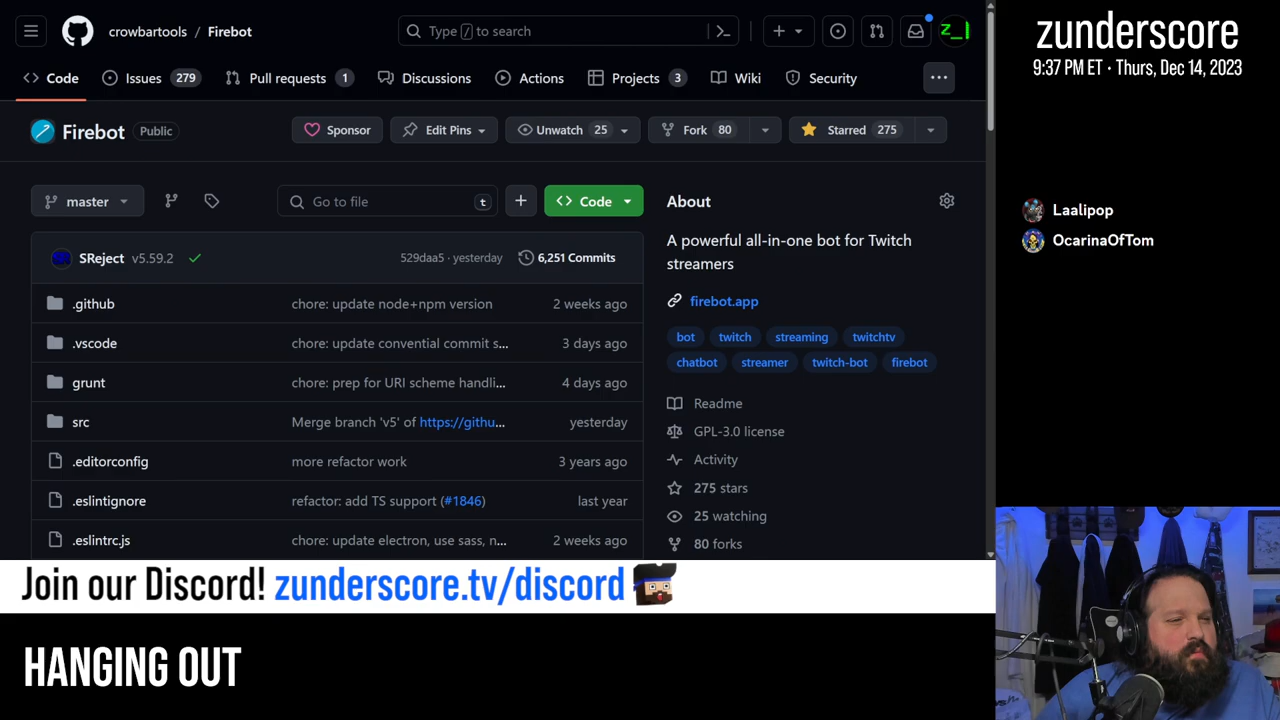 crowbartools / Firebot
Type / to search
z_|
Code
Issues 279
Pull requests 1
Discussions
Actions
Projects 3
Wiki
Security
Firebot Public
Sponsor
Edit Pins
Unwatch 25
Fork 80
Starred 275
master
Go to file t
Code
SReject v5.59.2 529daa5 · yesterday 6,251 Commits
.github chore: update node+npm version 2 weeks ago
.vscode chore: update convential commit s... 3 days ago
grunt chore: prep for URI scheme handli... 4 days ago
src Merge branch 'v5' of https://githu... yesterday
.editorconfig more refactor work 3 years ago
.eslintignore refactor: add TS support (#1846) last year
.eslintrc.js chore: update electron, use sass, n... 2 weeks ago
About
A powerful all-in-one bot for Twitch
streamers
firebot.app
bot twitch streaming twitchtv
chatbot streamer twitch-bot firebot
Readme
GPL-3.0 license
Activity
275 stars
25 watching
80 forks
zunderscore
9:37 PM ET · Thurs, Dec 14, 2023
Laalipop
OcarinaOfTom
Join our Discord! zunderscore.tv/discord
HANGING OUT